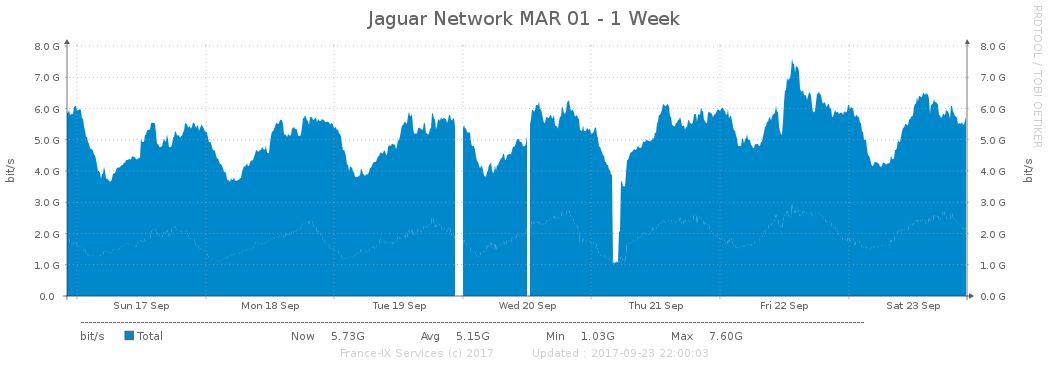 Jaguar Network MAR 01 - 1 Week
RRDTOOL / TOBI OETIKER
8.0 G 8.0 G
7.0 G 7.0 G
6.0 G 6.0 G
5.0 G 5.0 G
4.0 G 4.0 G
3.0 G 3.0 G
2.0 G 2.0 G
1.0 G 1.0 G
0.0 0.0 G
bit/s bit/s
Sun 17 Sep Mon 18 Sep Tue 19 Sep Wed 20 Sep Thu 21 Sep Fri 22 Sep Sat 23 Sep
bit/s Total Now 5.73G Avg 5.15G Min 1.03G Max 7.60G
France-IX Services (c) 2017 Updated : 2017-09-23 22:00:03